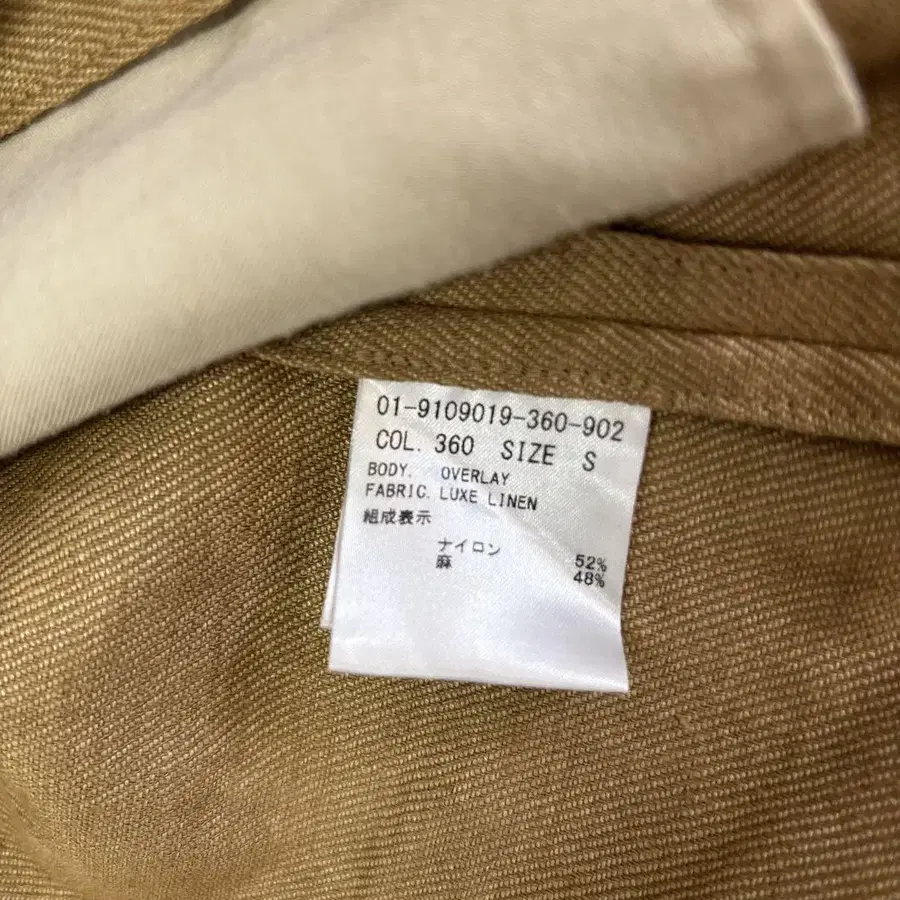 01-9109019-360-902
COL. 360 SIZE S
BODY. OVERLAY
FABRIC. LUXE LINEN
組成表示
ナイロン 52%
麻 48%